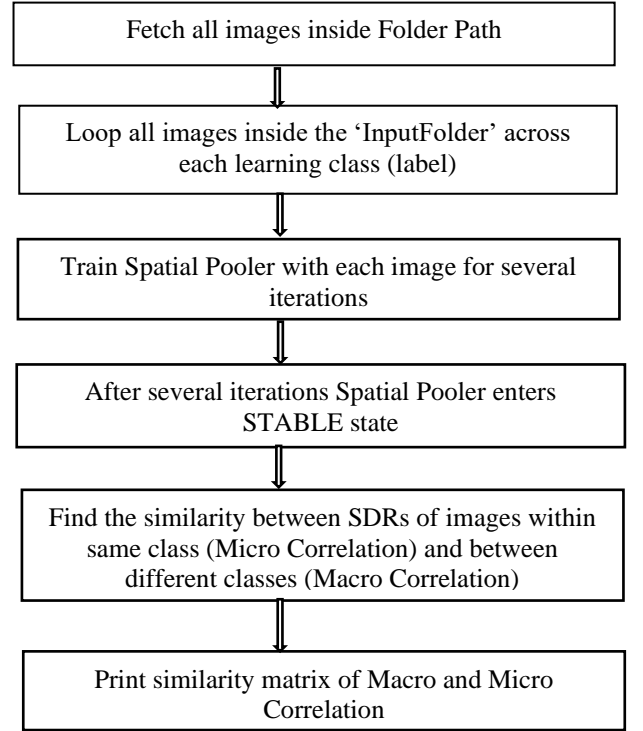 Fetch all images inside Folder Path
Loop all images inside the ‘InputFolder’ across
each learning class (label)
Train Spatial Pooler with each image for several
iterations
After several iterations Spatial Pooler enters
STABLE state
Find the similarity between SDRs of images within
same class (Micro Correlation) and between
different classes (Macro Correlation)
Print similarity matrix of Macro and Micro
Correlation